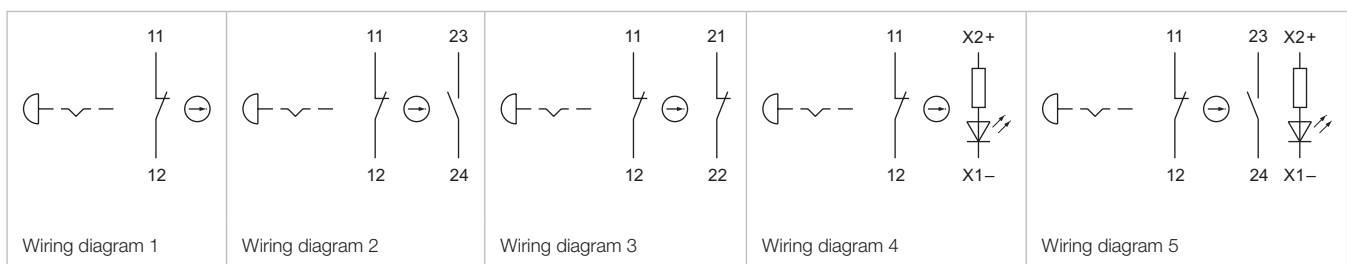 11
12
Wiring diagram 1
11 23
12 24
Wiring diagram 2
11 21
12 22
Wiring diagram 3
11 X2+
12 X1–
Wiring diagram 4
11 23 X2+
12 24 X1–
Wiring diagram 5